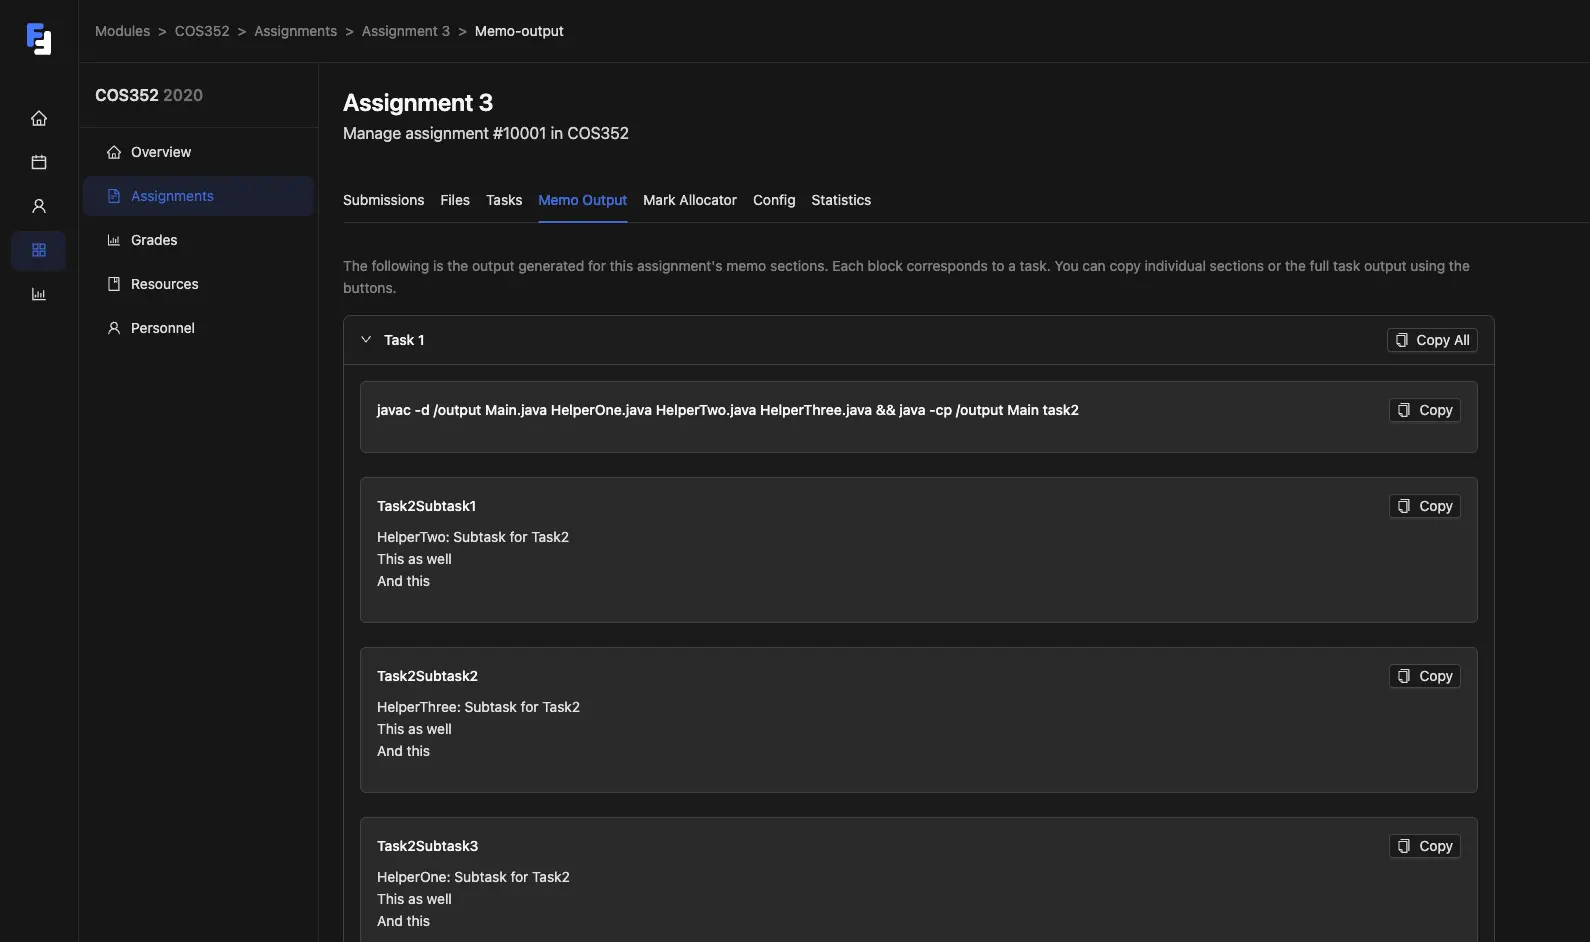 Modules > COS352 > Assignments > Assignment 3 > Memo-output
COS352 2020
Overview
Assignments
Grades
Resources
Personnel
Assignment 3
Manage assignment #10001 in COS352
Submissions Files Tasks Memo Output Mark Allocator Config Statistics
The following is the output generated for this assignment's memo sections. Each block corresponds to a task. You can copy individual sections or the full task output using the
buttons.
Task 1 Copy All
javac -d /output Main.java HelperOne.java HelperTwo.java HelperThree.java && java -cp /output Main task2 Copy
Task2Subtask1 Copy
HelperTwo: Subtask for Task2
This as well
And this
Task2Subtask2 Copy
HelperThree: Subtask for Task2
This as well
And this
Task2Subtask3 Copy
HelperOne: Subtask for Task2
This as well
And this